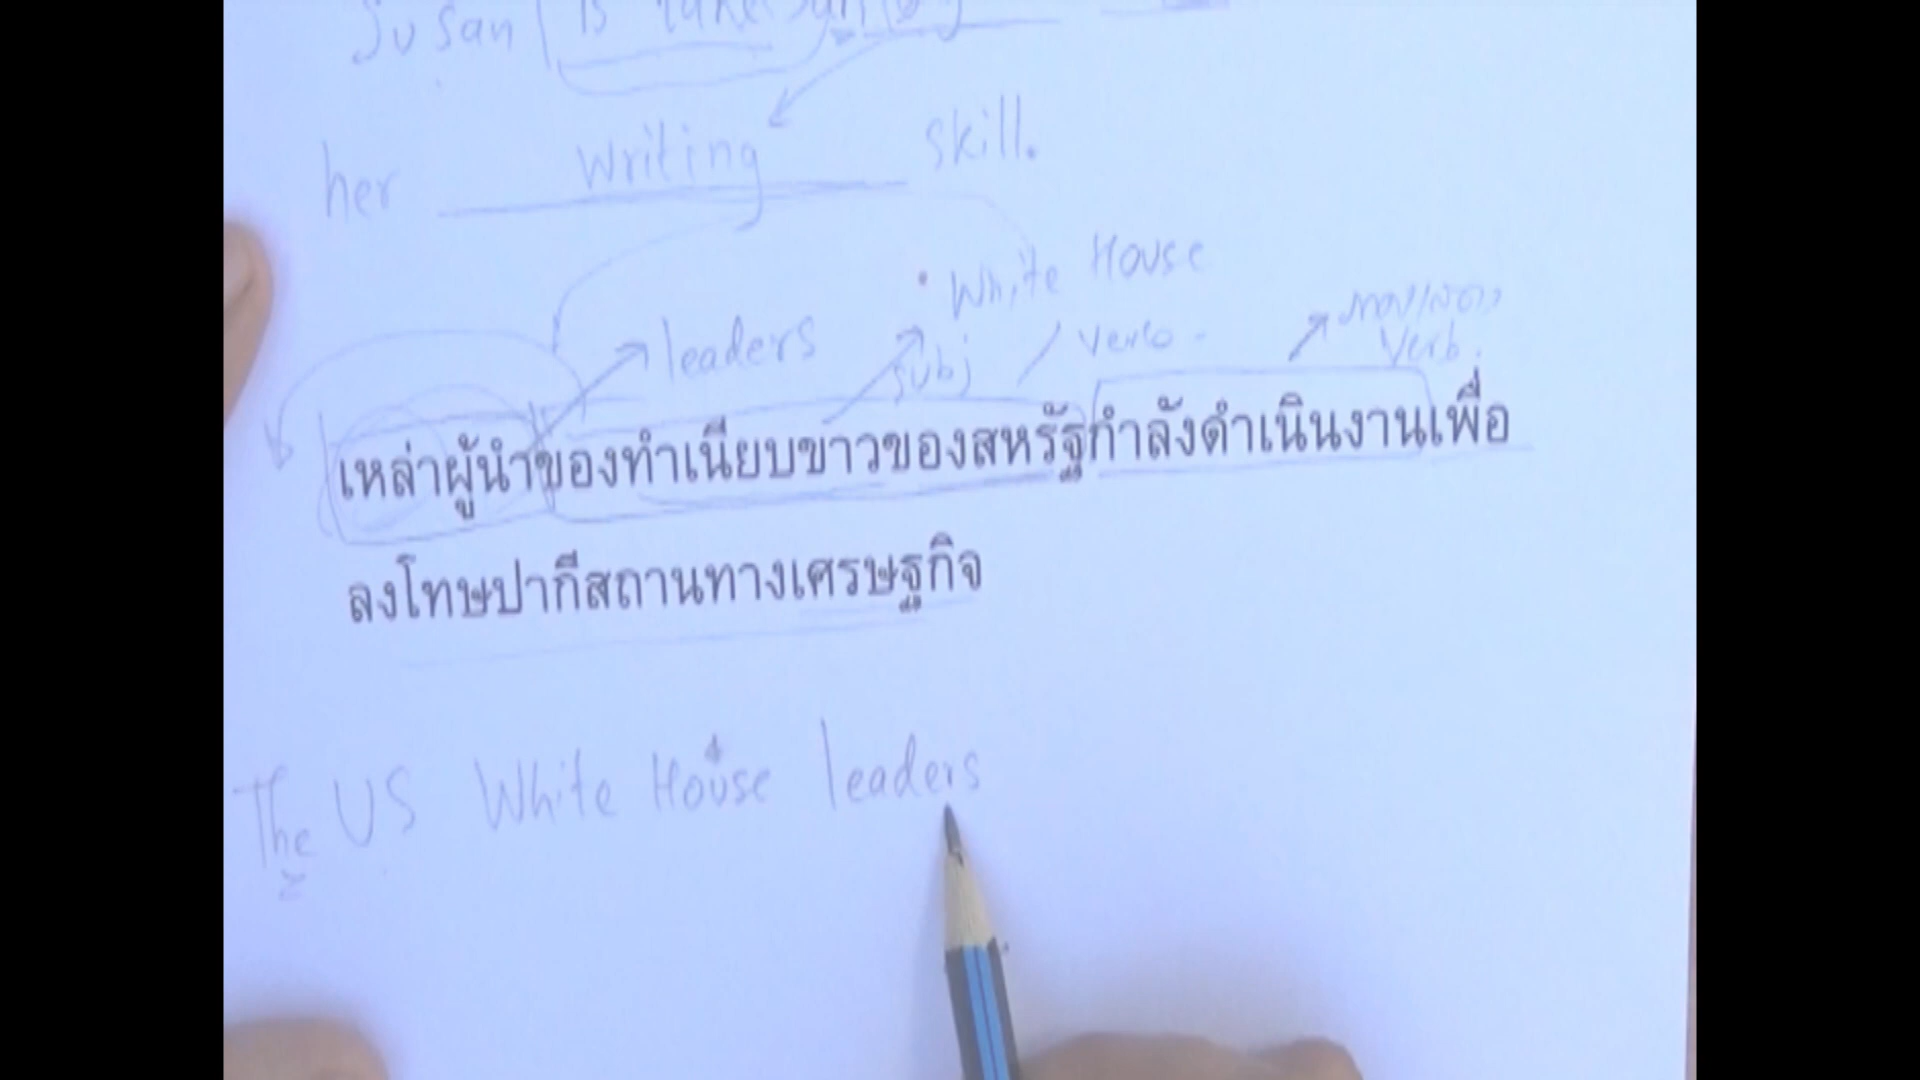 Susan is
her writing skill.
White House
leaders subj / verb
verb.
เหล่าผู้นำของทำเนียบขาวของสหรัฐกำลังดำเนินงานเพื่อ
ลงโทษปากีสถานทางเศรษฐกิจ
The US White House leaders